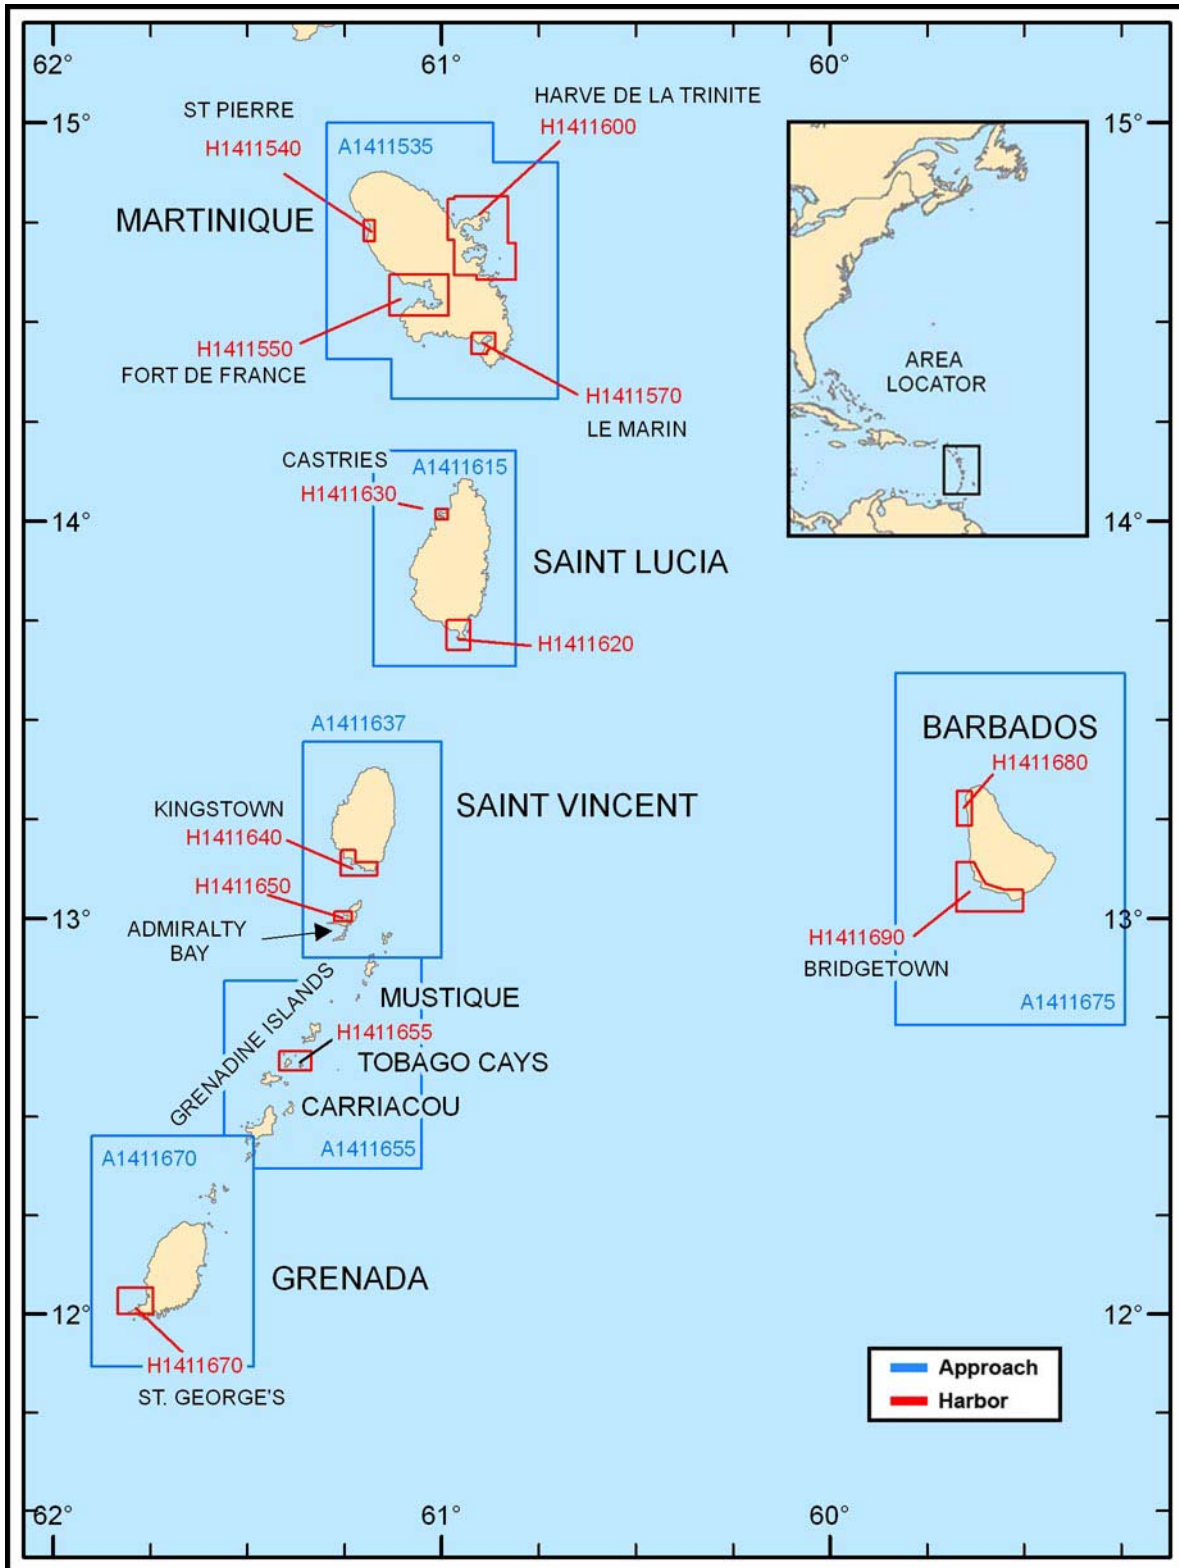 62°
61°
60°
15°
15°
ST PIERRE
H1411540
A1411535
HARVE DE LA TRINITE
H1411600
MARTINIQUE
H1411550
FORT DE FRANCE
H1411570
LE MARIN
AREA
LOCATOR
CASTRIES
H1411630
A1411615
14°
14°
SAINT LUCIA
H1411620
A1411637
KINGSTOWN
H1411640
SAINT VINCENT
H1411650
ADMIRALTY
BAY
BARBADOS
H1411680
13°
13°
H1411690
BRIDGETOWN
A1411675
GRENADINE ISLANDS
MUSTIQUE
H1411655
TOBAGO CAYS
CARRIACOU
A1411655
A1411670
GRENADA
12°
12°
H1411670
ST. GEORGE'S
Approach
Harbor
62°
61°
60°